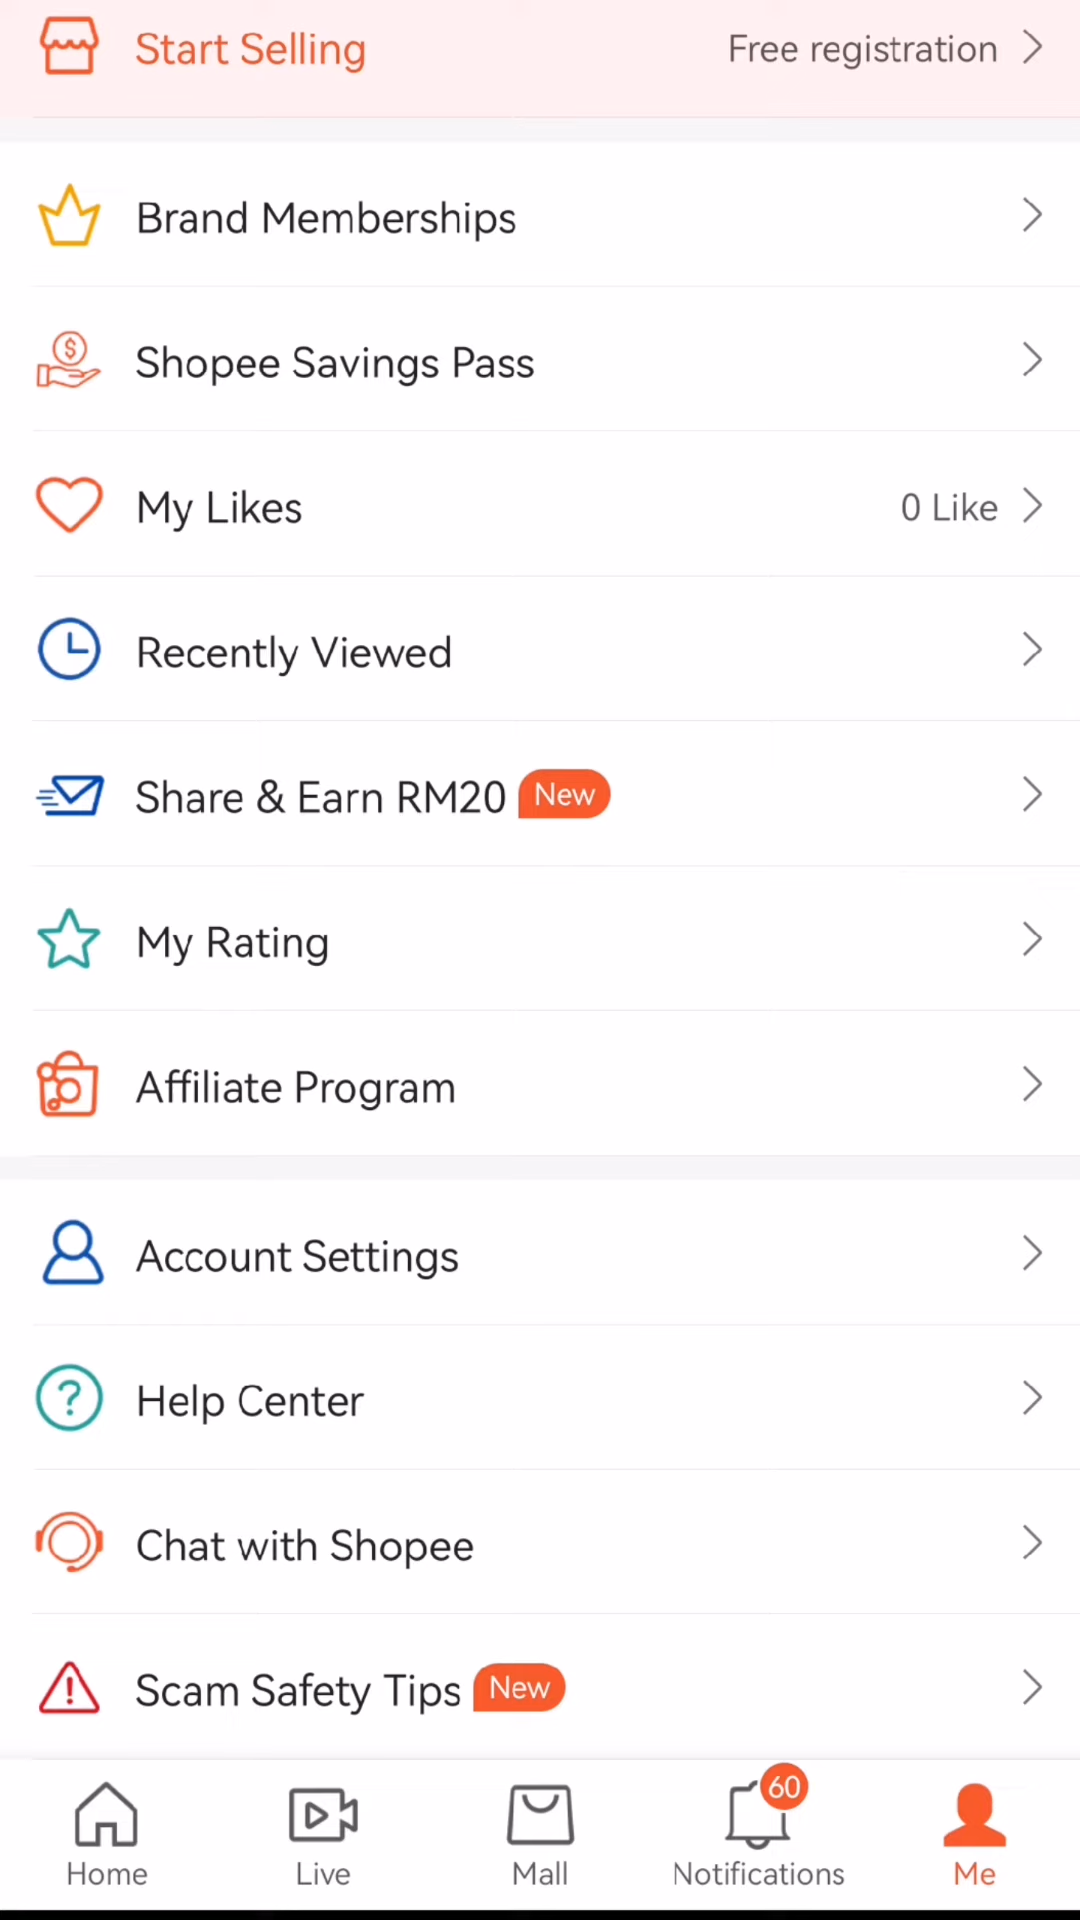 Start Selling
Free registration
Brand Memberships
Shopee Savings Pass
My Likes
0 Like
Recently Viewed
Share & Earn RM20 New
My Rating
Affiliate Program
Account Settings
Help Center
Chat with Shopee
Scam Safety Tips New
60
Home Live Mall Notifications Me